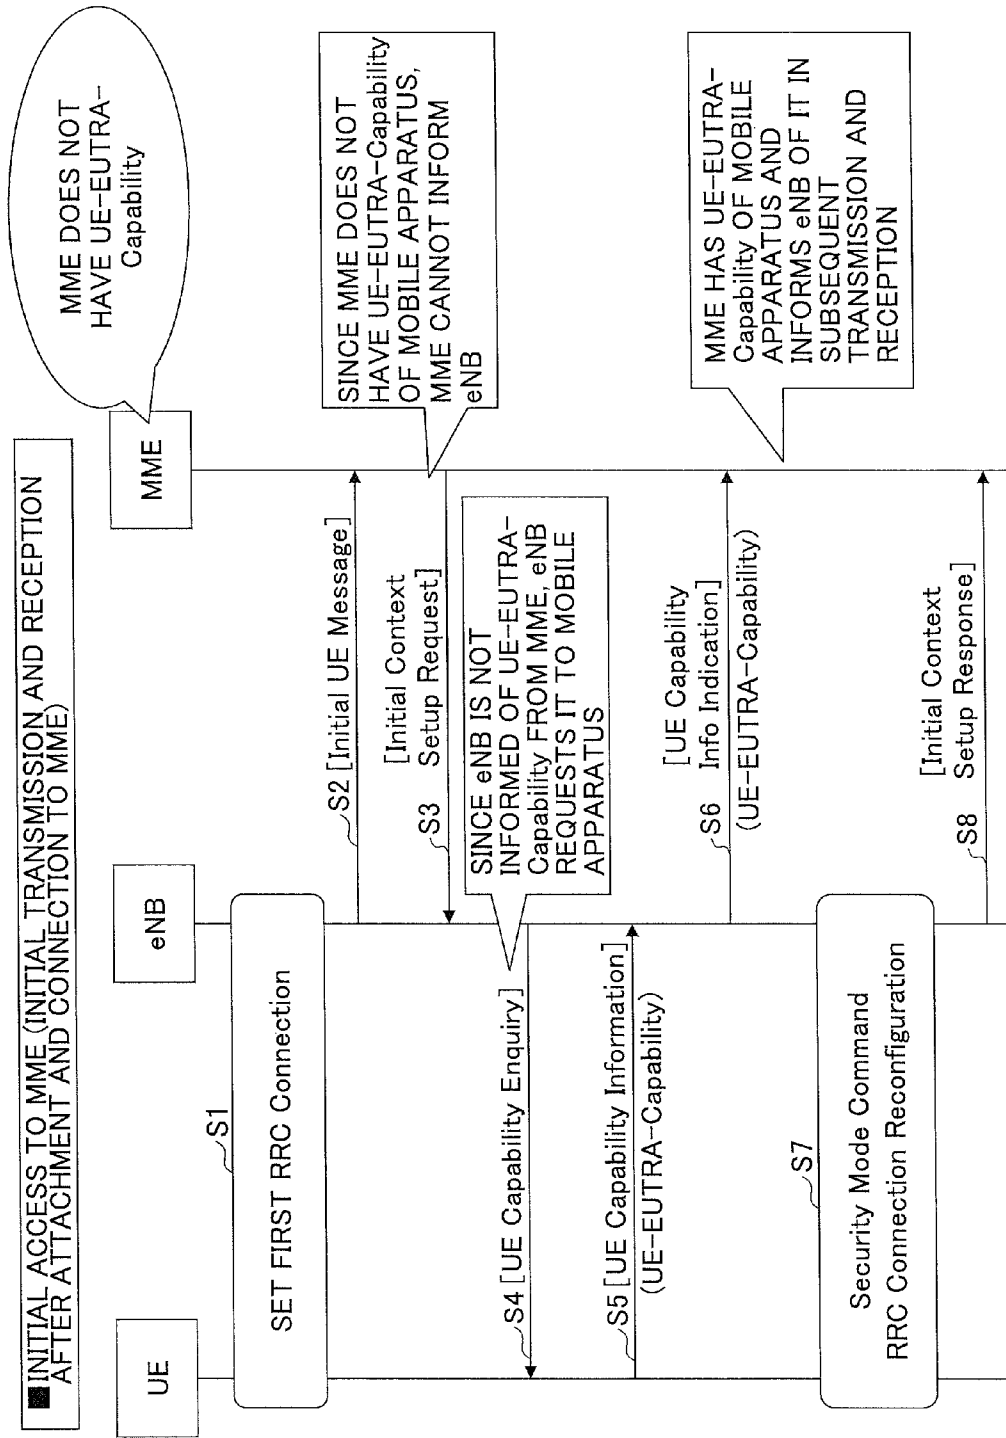 ■INITIAL ACCESS TO MME (INITIAL TRANSMISSION AND RECEPTION
AFTER ATTACHMENT AND CONNECTION TO MME)
UE
eNB
MME
MME DOES NOT
HAVE UE-EUTRA-
Capability
S1
SET FIRST RRC Connection
S2 [Initial UE Message]
SINCE MME DOES NOT
HAVE UE-EUTRA-Capability
OF MOBILE APPARATUS,
MME CANNOT INFORM
eNB
[Initial Context
S3 Setup Request]
SINCE eNB IS NOT
INFORMED OF UE-EUTRA-
Capability FROM MME, eNB
REQUESTS IT TO MOBILE
APPARATUS
S4 [UE Capability Enquiry]
S5 [UE Capability Information]
(UE-EUTRA-Capability)
[UE Capability
S6 Info Indication]
(UE-EUTRA-Capability)
MME HAS UE-EUTRA-
Capability OF MOBILE
APPARATUS AND
INFORMS eNB OF IT IN
SUBSEQUENT
TRANSMISSION AND
RECEPTION
S7
Security Mode Command
RRC Connection Reconfiguration
[Initial Context
S8 Setup Response]